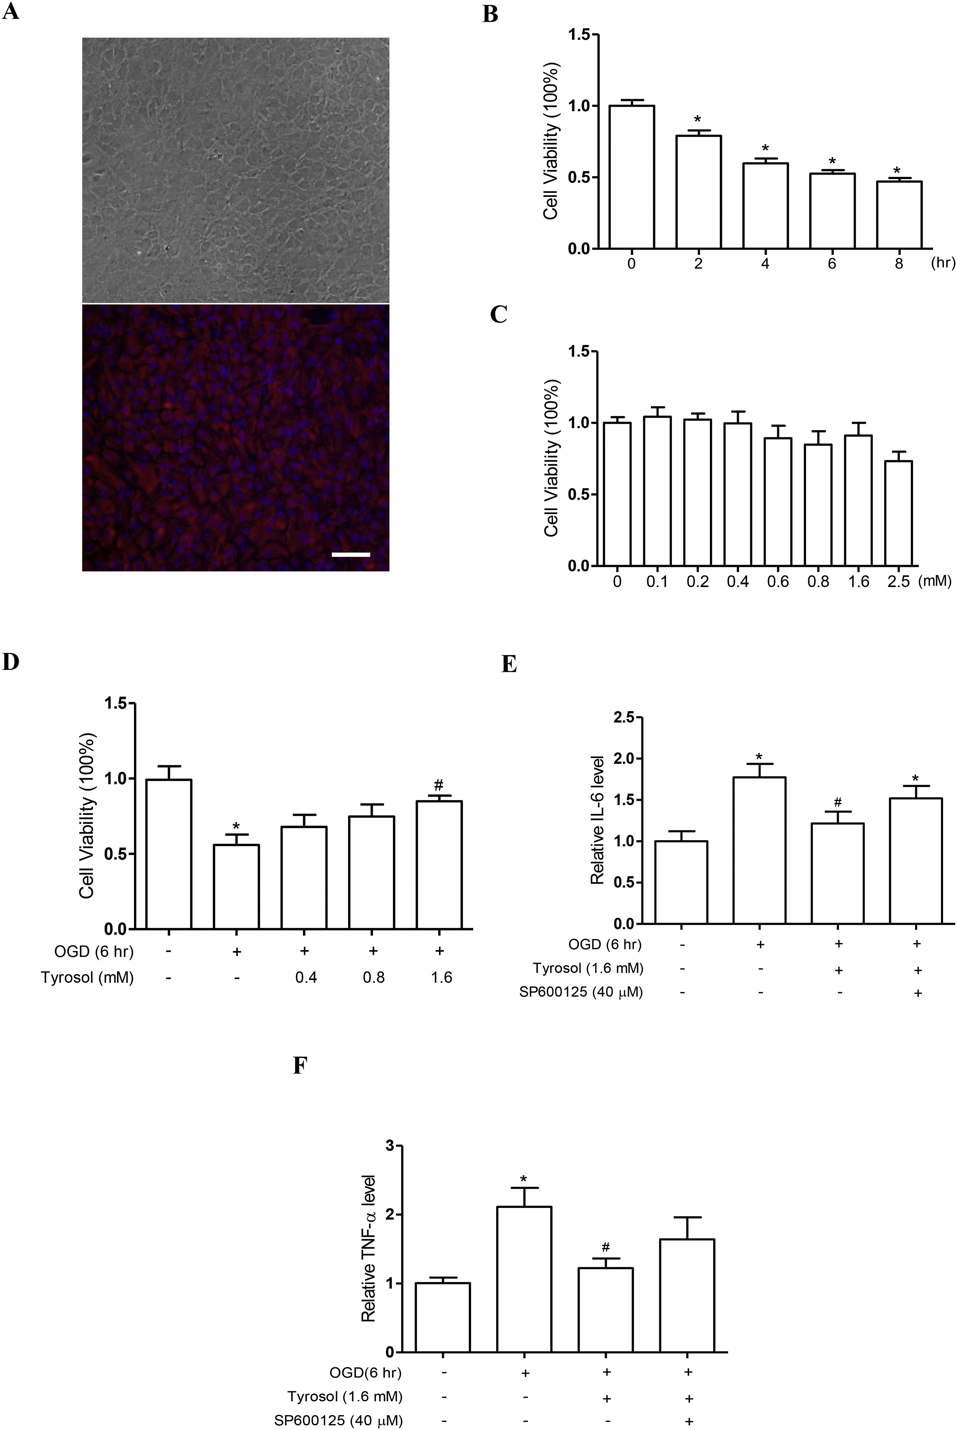 A
B
Cell Viability (100%)
1.5
1.0
0.5
0.0
*
*
*
*
0 2 4 6 8 (hr)
C
Cell Viability (100%)
1.5
1.0
0.5
0.0
0 0.1 0.2 0.4 0.6 0.8 1.6 2.5 (mM)
D
Cell Viability (100%)
1.5
1.0
0.5
0.0
*
#
OGD (6 hr) - + + + +
Tyrosol (mM) - - 0.4 0.8 1.6
E
Relative IL-6 level
2.5
2.0
1.5
1.0
0.5
0.0
*
#
*
OGD (6 hr) - + + +
Tyrosol (1.6 mM) - - + +
SP600125 (40 μM) - - - +
F
Relative TNF-α level
3
2
1
0
*
#
OGD(6 hr) - + + +
Tyrosol (1.6 mM) - - + +
SP600125 (40 μM) - - - +